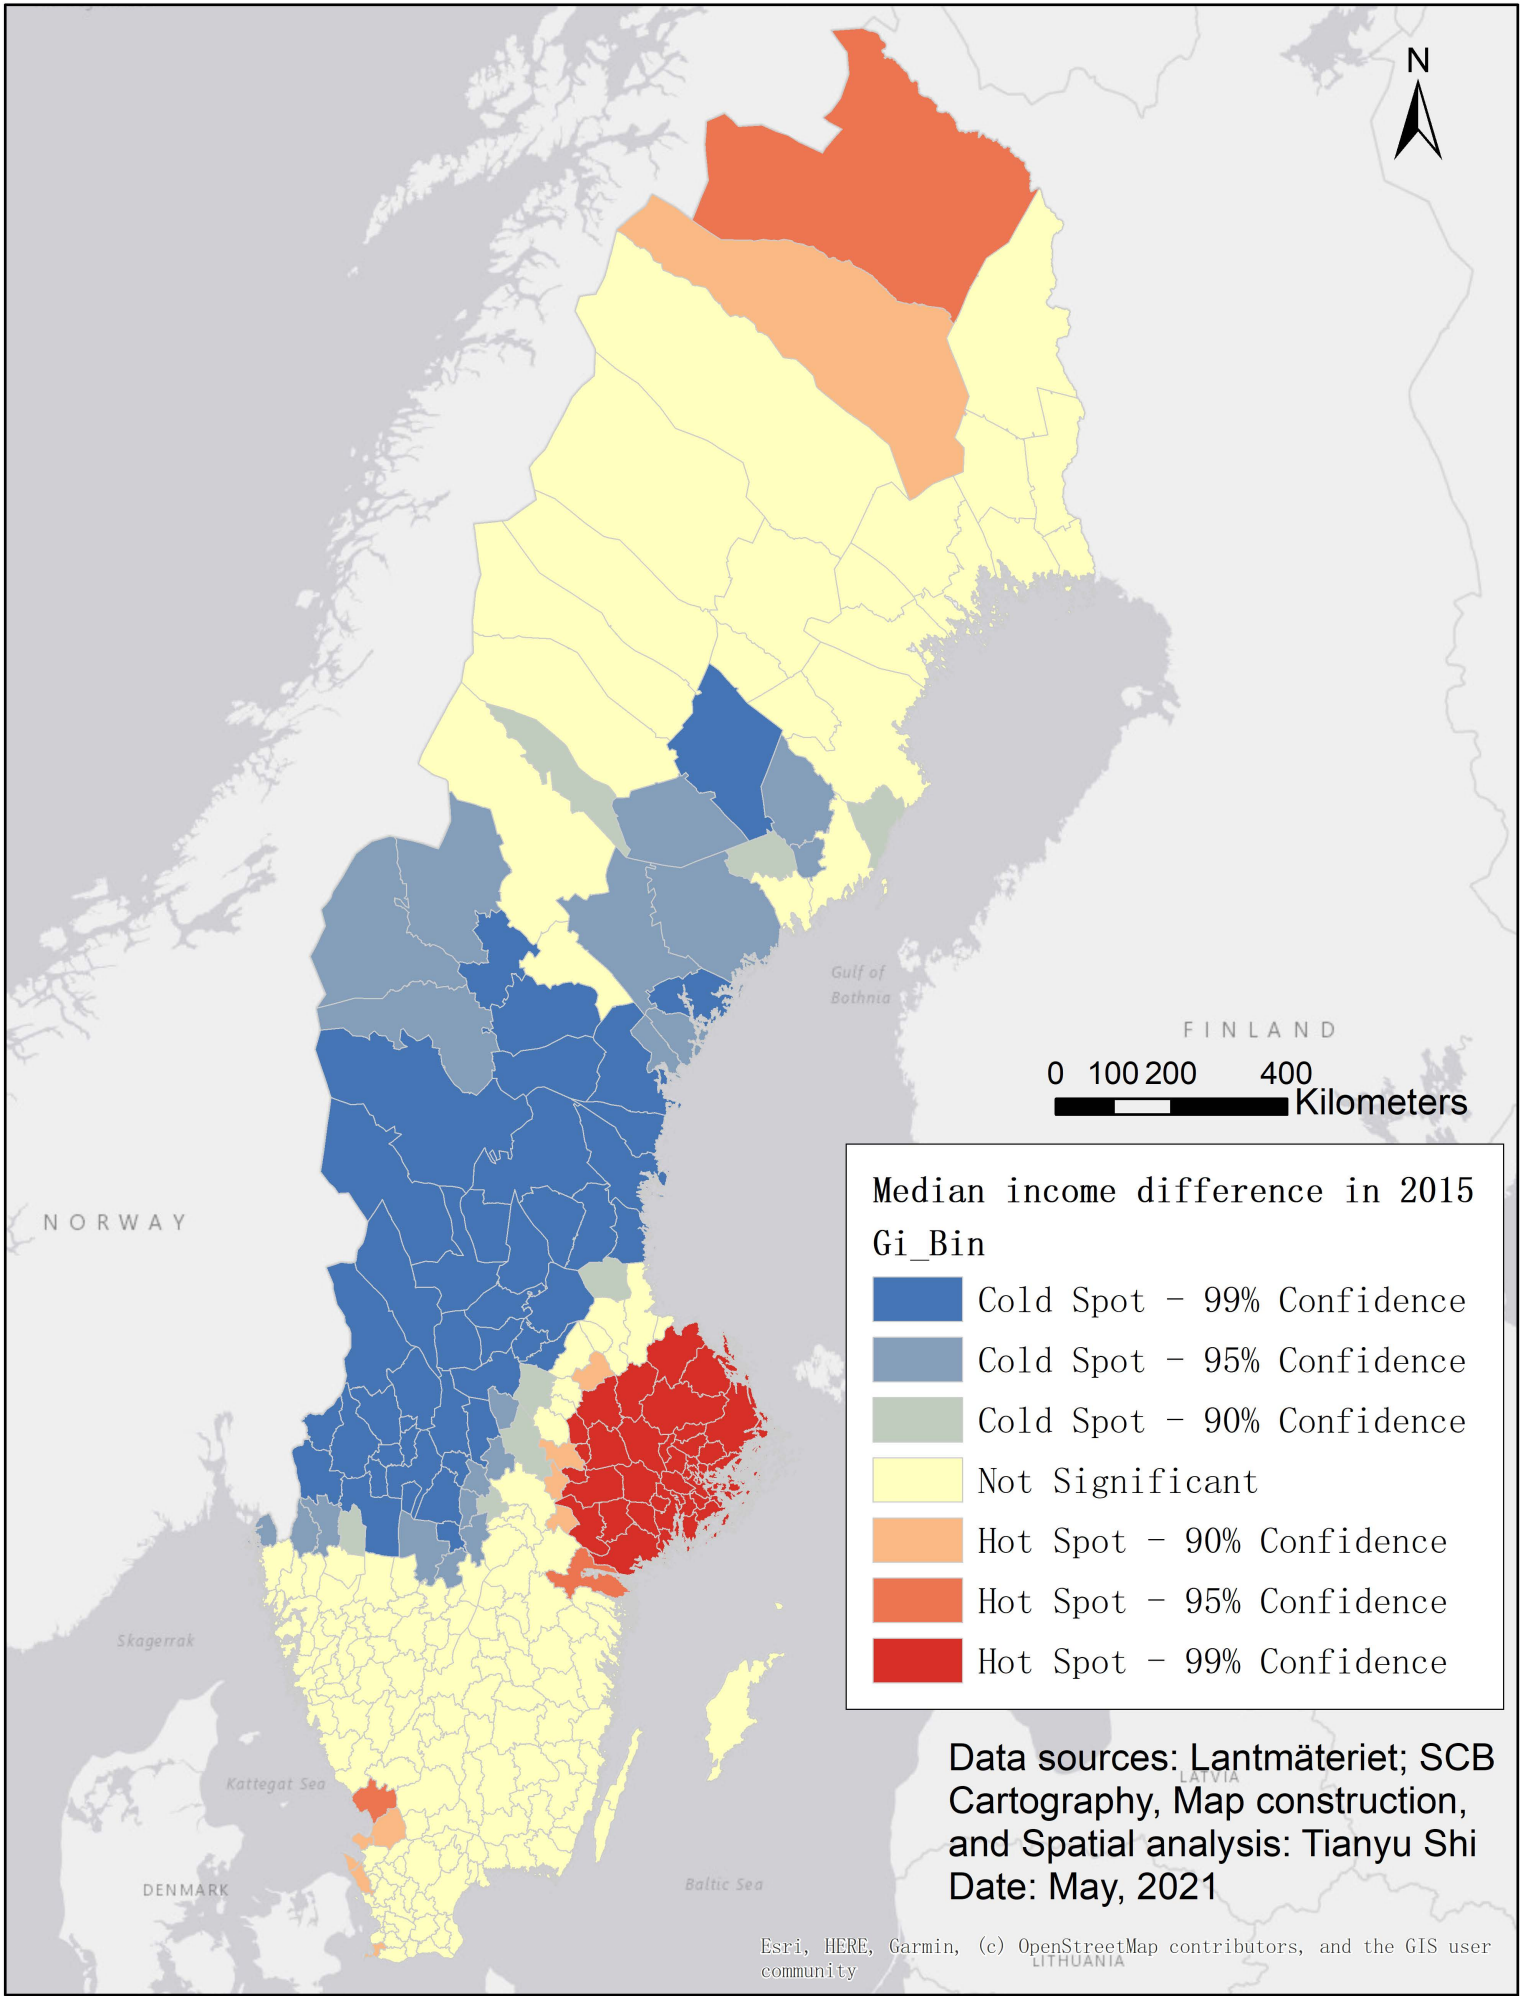 N
Gulf of
Bothnia
FINLAND
0 100 200 400
Kilometers
NORWAY
Median income difference in 2015
Gi_Bin
Cold Spot - 99% Confidence
Cold Spot - 95% Confidence
Cold Spot - 90% Confidence
Not Significant
Hot Spot - 90% Confidence
Hot Spot - 95% Confidence
Hot Spot - 99% Confidence
Skagerrak
Kattegat Sea
DENMARK
Baltic Sea
Data sources: Lantmäteriet; SCB
LATVIA
Cartography, Map construction,
and Spatial analysis: Tianyu Shi
Date: May, 2021
Esri, HERE, Garmin, (c) OpenStreetMap contributors, and the GIS user
community
LITHUANIA